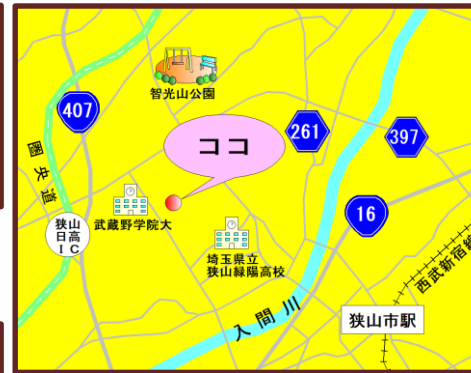 智光山公園
407
ココ
261
397
圏央道
武蔵野学院大
狭山
日高
IC
埼玉県立
狭山緑陽高校
16
西武新宿線
入間川
狭山市駅